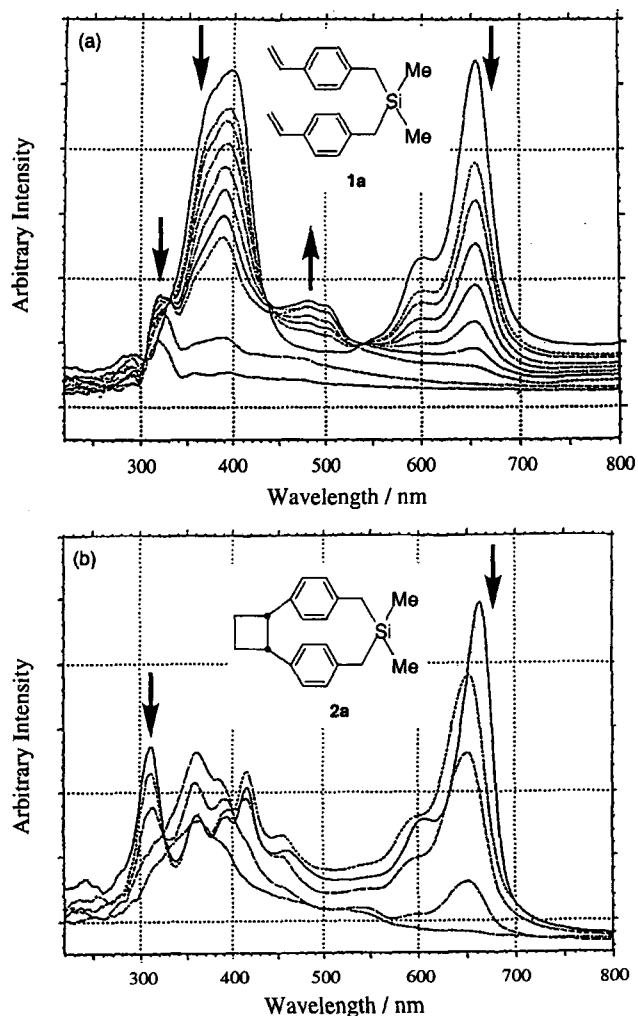 (a)
Me
Si
Me
1a
Arbitrary Intensity
300 400 500 600 700 800
Wavelength / nm
(b)
Me
Si
Me
2a
Arbitrary Intensity
300 400 500 600 700 800
Wavelength / nm